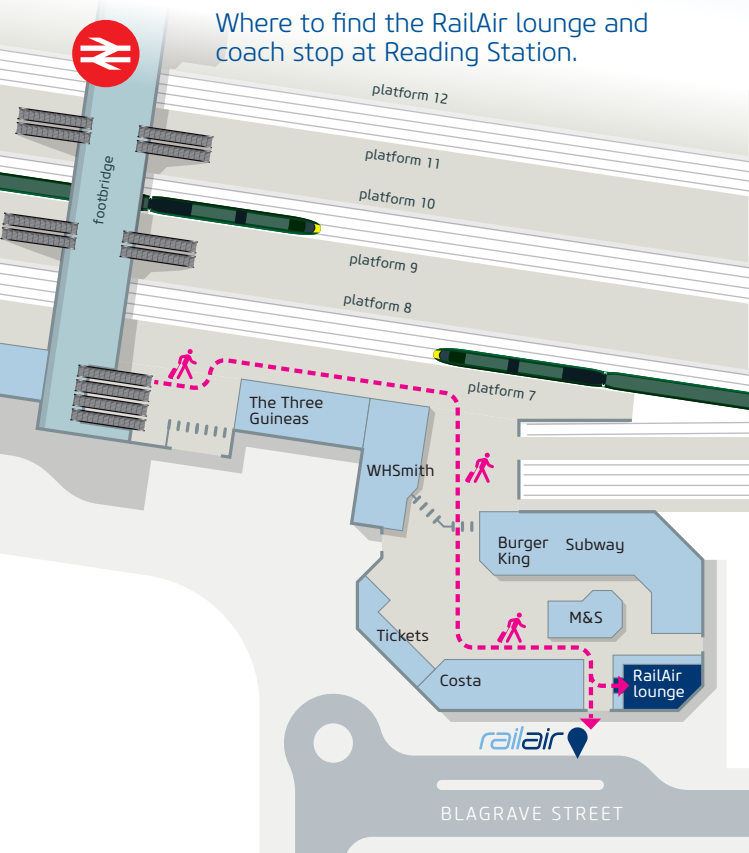 Where to find the RailAir lounge and
coach stop at Reading Station.
platform 12
platform 11
platform 10
footbridge
platform 9
platform 8
platform 7
The Three
Guineas
WHSmith
Burger
King
Subway
M&S
Tickets
Costa
RailAir
lounge
railair
BLAGRAVE STREET